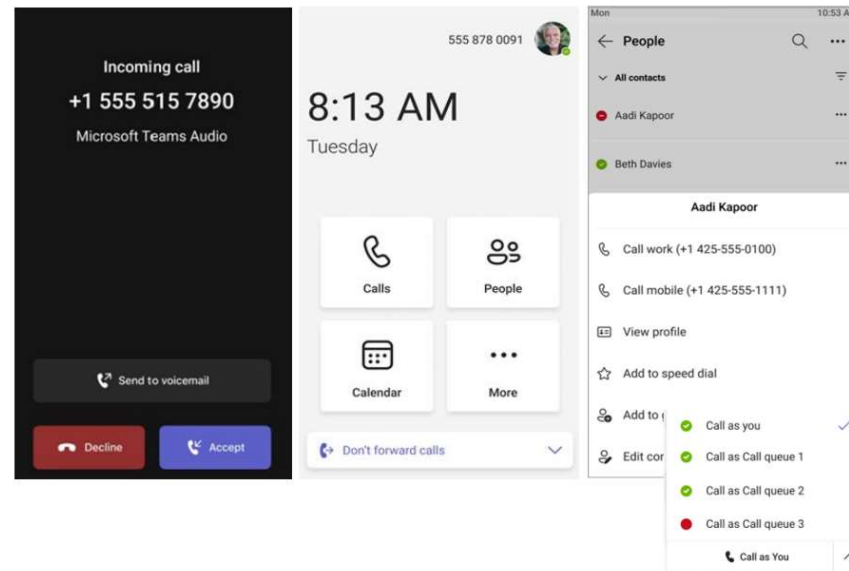 Incoming call
+1 555 515 7890
Microsoft Teams Audio
Send to voicemail
Decline
Accept
555 878 0091
8:13 AM
Tuesday
Calls
People
Calendar
More
Don't forward calls
Mon
10:53 A
People
All contacts
Aadi Kapoor
Beth Davies
Aadi Kapoor
Call work (+1 425-555-0100)
Call mobile (+1 425-555-1111)
View profile
Add to speed dial
Add to
Edit cor
Call as you
Call as Call queue 1
Call as Call queue 2
Call as Call queue 3
Call as You